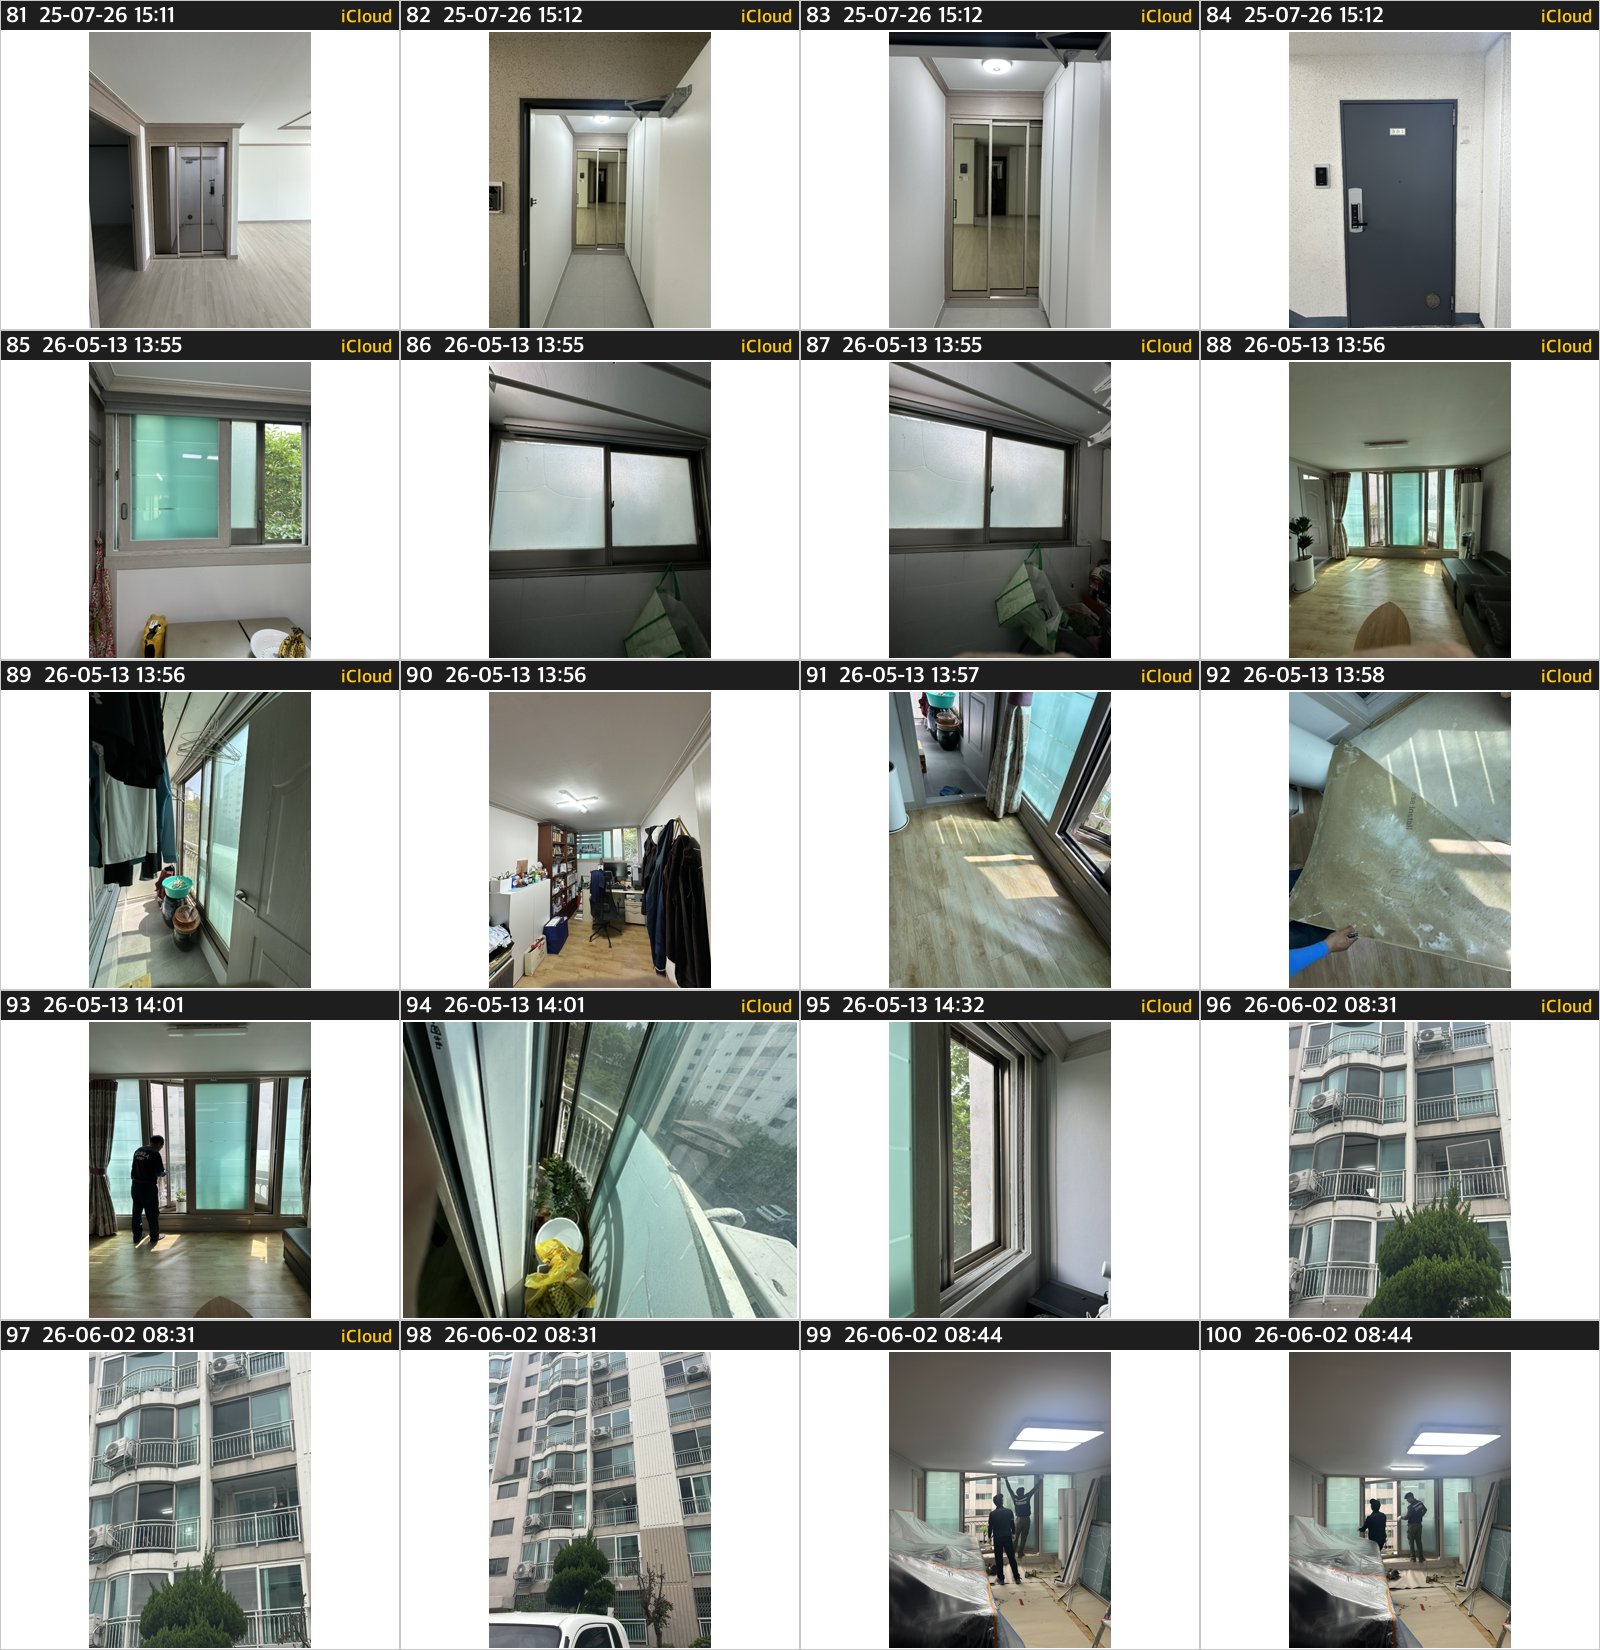 81 25-07-26 15:11 iCloud
82 25-07-26 15:12 iCloud
83 25-07-26 15:12 iCloud
84 25-07-26 15:12 iCloud
85 26-05-13 13:55 iCloud
86 26-05-13 13:55 iCloud
87 26-05-13 13:55 iCloud
88 26-05-13 13:56 iCloud
89 26-05-13 13:56 iCloud
90 26-05-13 13:56 iCloud
91 26-05-13 13:57 iCloud
92 26-05-13 13:58 iCloud
93 26-05-13 14:01
94 26-05-13 14:01 iCloud
95 26-05-13 14:32 iCloud
96 26-06-02 08:31 iCloud
97 26-06-02 08:31 iCloud
98 26-06-02 08:31
99 26-06-02 08:44
100 26-06-02 08:44